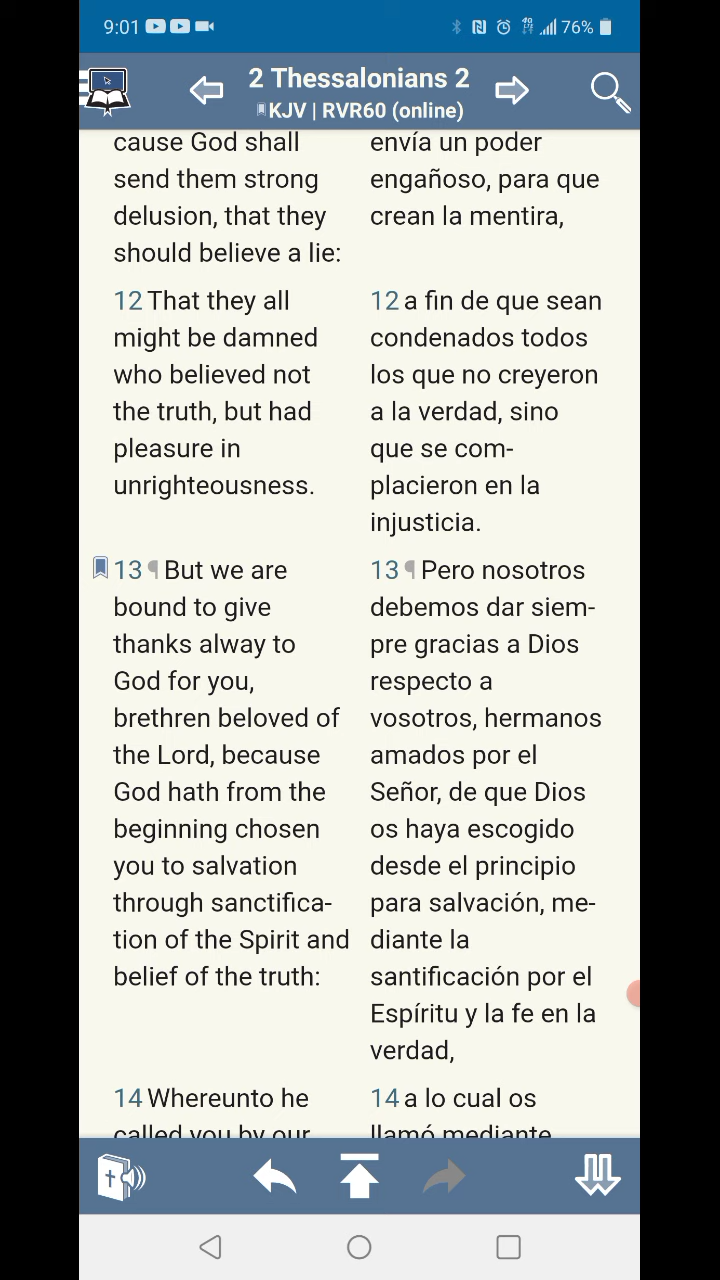 9:01
4G
76%
2 Thessalonians 2
KJV | RVR60 (online)
cause God shall
send them strong
delusion, that they
should believe a lie:
12 That they all
might be damned
who believed not
the truth, but had
pleasure in
unrighteousness.
13 ¶ But we are
bound to give
thanks alway to
God for you,
brethren beloved of
the Lord, because
God hath from the
beginning chosen
you to salvation
through sanctifica-
tion of the Spirit and
belief of the truth:
14 Whereunto he
called you by our
envía un poder
engañoso, para que
crean la mentira,
12 a fin de que sean
condenados todos
los que no creyeron
a la verdad, sino
que se com-
placieron en la
injusticia.
13 ¶ Pero nosotros
debemos dar siem-
pre gracias a Dios
respecto a
vosotros, hermanos
amados por el
Señor, de que Dios
os haya escogido
desde el principio
para salvación, me-
diante la
santificación por el
Espíritu y la fe en la
verdad,
14 a lo cual os
llamó mediante